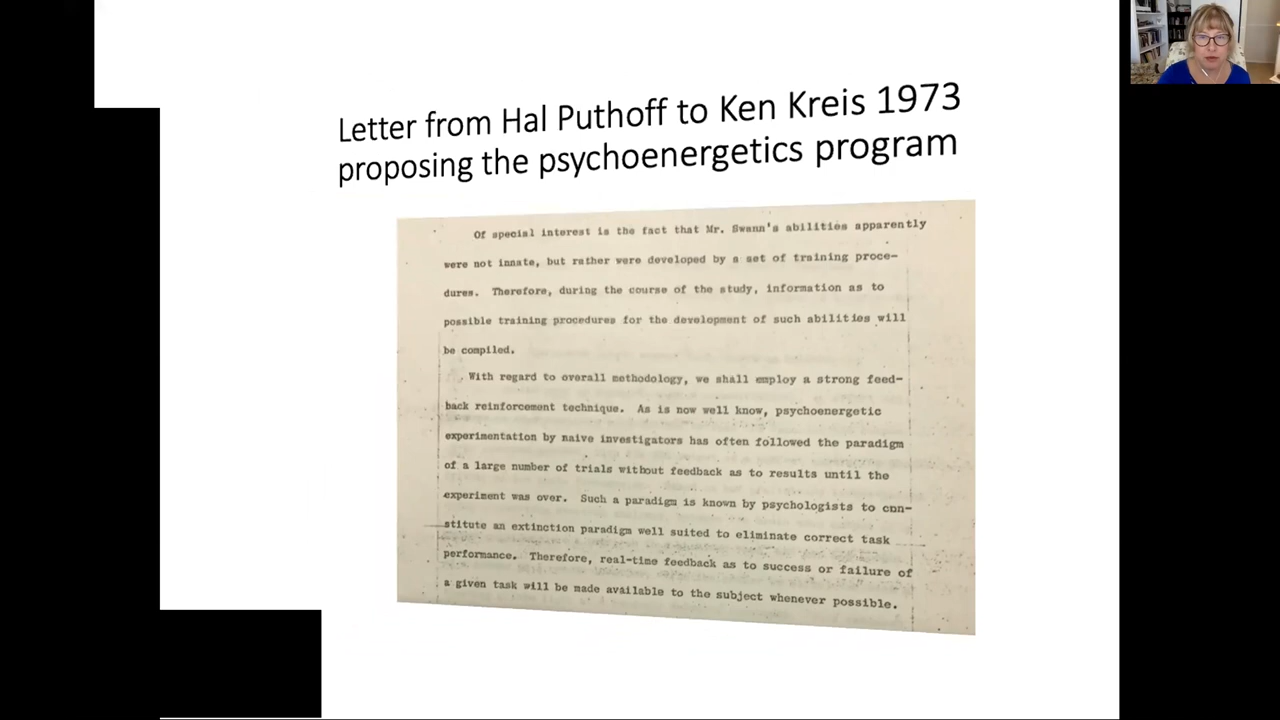 Letter from Hal Puthoff to Ken Kreis 1973
proposing the psychoenergetics program
Of special interest is the fact that Mr. Swann's abilities apparently
were not innate, but rather were developed by a set of training proce-
dures. Therefore, during the course of the study, information as to
possible training procedures for the development of such abilities will
be compiled.
With regard to overall methodology, we shall employ a strong feed-
back reinforcement technique. As is now well know, psychoenergetic
experimentation by naive investigators has often followed the paradigm
of a large number of trials without feedback as to results until the
experiment was over. Such a paradigm is known by psychologists to con-
stitute an extinction paradigm well suited to eliminate correct task
performance. Therefore, real-time feedback as to success or failure of
a given task will be made available to the subject whenever possible.